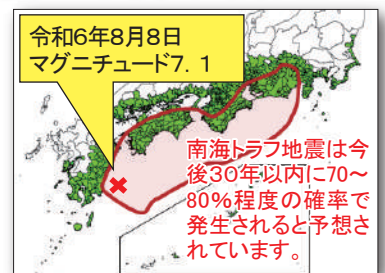 令和6年8月8日
マグニチュード7.1
南海トラフ地震は今
後30年以内に70～
80％程度の確率で
発生されると予想さ
れています。